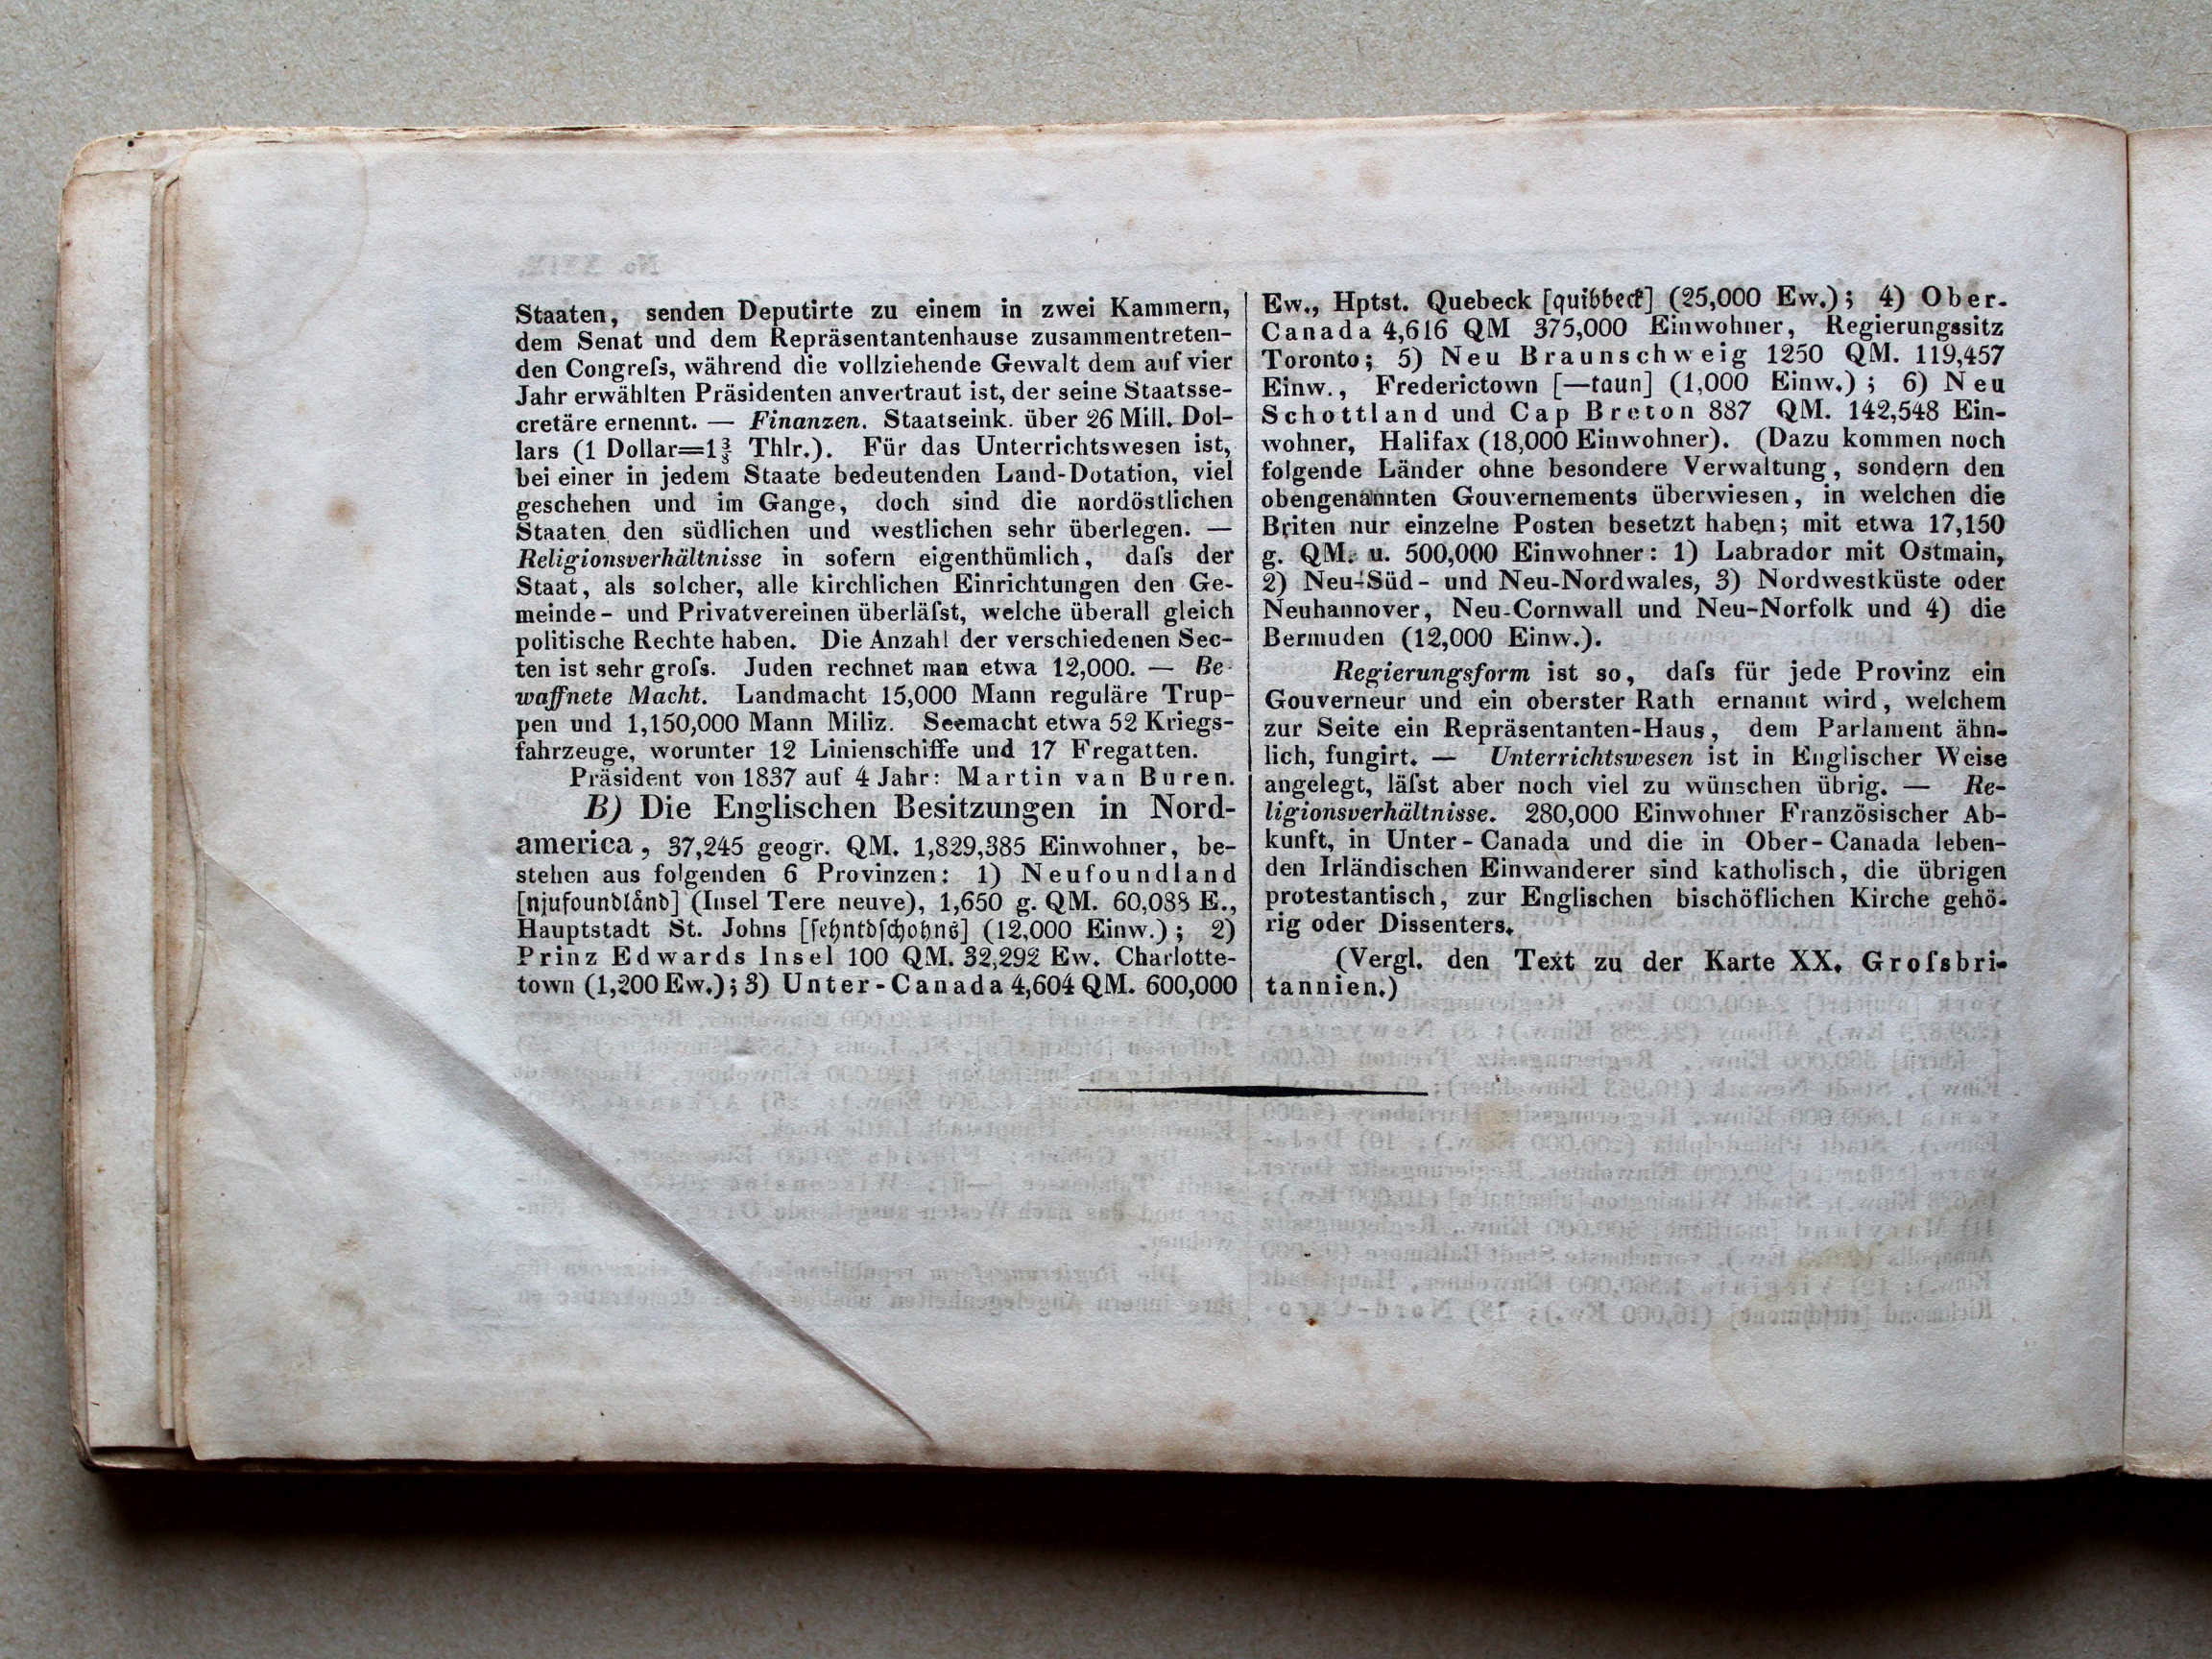 Staaten, senden Deputirte zu einem in zwei Kammern,
dem Senat und dem Repräsentantenhause zusammentreten-
den Congreſs, während die vollziehende Gewalt dem auf vier
Jahr erwählten Präsidenten anvertraut ist, der seine Staatsse-
cretäre ernennt. — Finanzen. Staatseink. über 26 Mill. Dol-
lars (1 Dollar=1⅜ Thlr.). Für das Unterrichtswesen ist,
bei einer in jedem Staate bedeutenden Land-Dotation, viel
geschehen und im Gange, doch sind die nordöstlichen
Staaten den südlichen und westlichen sehr überlegen. —
Religionsverhältnisse in sofern eigenthümlich, daſs der
Staat, als solcher, alle kirchlichen Einrichtungen den Ge-
meinde- und Privatvereinen überläſst, welche überall gleich
politische Rechte haben. Die Anzahl der verschiedenen Sec-
ten ist sehr groſs. Juden rechnet man etwa 12,000. — Be-
waffnete Macht. Landmacht 15,000 Mann reguläre Trup-
pen und 1,150,000 Mann Miliz. Seemacht etwa 52 Kriegs-
fahrzeuge, worunter 12 Linienschiffe und 17 Fregatten.
Präsident von 1837 auf 4 Jahr: Martin van Buren.
B) Die Englischen Besitzungen in Nord-
america, 37,245 geogr. QM. 1,829,385 Einwohner, be-
stehen aus folgenden 6 Provinzen: 1) Neufoundland
[njufoundländ] (Insel Tere neuve), 1,650 g. QM. 60,088 E.,
Hauptstadt St. Johns [ſehntdſchohns] (12,000 Einw.); 2)
Prinz Edwards Insel 100 QM. 32,292 Ew. Charlotte-
town (1,200 Ew.); 3) Unter-Canada 4,604 QM. 600,000
Ew., Hptst. Quebeck [quibbeck] (25,000 Ew.); 4) Ober-
Canada 4,616 QM 375,000 Einwohner, Regierungssitz
Toronto; 5) Neu Braunschweig 1250 QM. 119,457
Einw., Frederictown [—taun] (1,000 Einw.); 6) Neu
Schottland und Cap Breton 887 QM. 142,548 Ein-
wohner, Halifax (18,000 Einwohner). (Dazu kommen noch
folgende Länder ohne besondere Verwaltung, sondern den
obengenannten Gouvernements überwiesen, in welchen die
Briten nur einzelne Posten besetzt haben; mit etwa 17,150
g. QM. u. 500,000 Einwohner: 1) Labrador mit Ostmain,
2) Neu-Süd- und Neu-Nordwales, 3) Nordwestküste oder
Neuhannover, Neu-Cornwall und Neu-Norfolk und 4) die
Bermuden (12,000 Einw.).
Regierungsform ist so, daſs für jede Provinz ein
Gouverneur und ein oberster Rath ernannt wird, welchem
zur Seite ein Repräsentanten-Haus, dem Parlament ähn-
lich, fungirt. — Unterrichtswesen ist in Englischer Weise
angelegt, läſst aber noch viel zu wünschen übrig. — Re-
ligionsverhältnisse. 280,000 Einwohner Französischer Ab-
kunft, in Unter-Canada und die in Ober-Canada leben-
den Irländischen Einwanderer sind katholisch, die übrigen
protestantisch, zur Englischen bischöflichen Kirche gehö-
rig oder Dissenters.
(Vergl. den Text zu der Karte XX. Groſsbri-
tannien.)